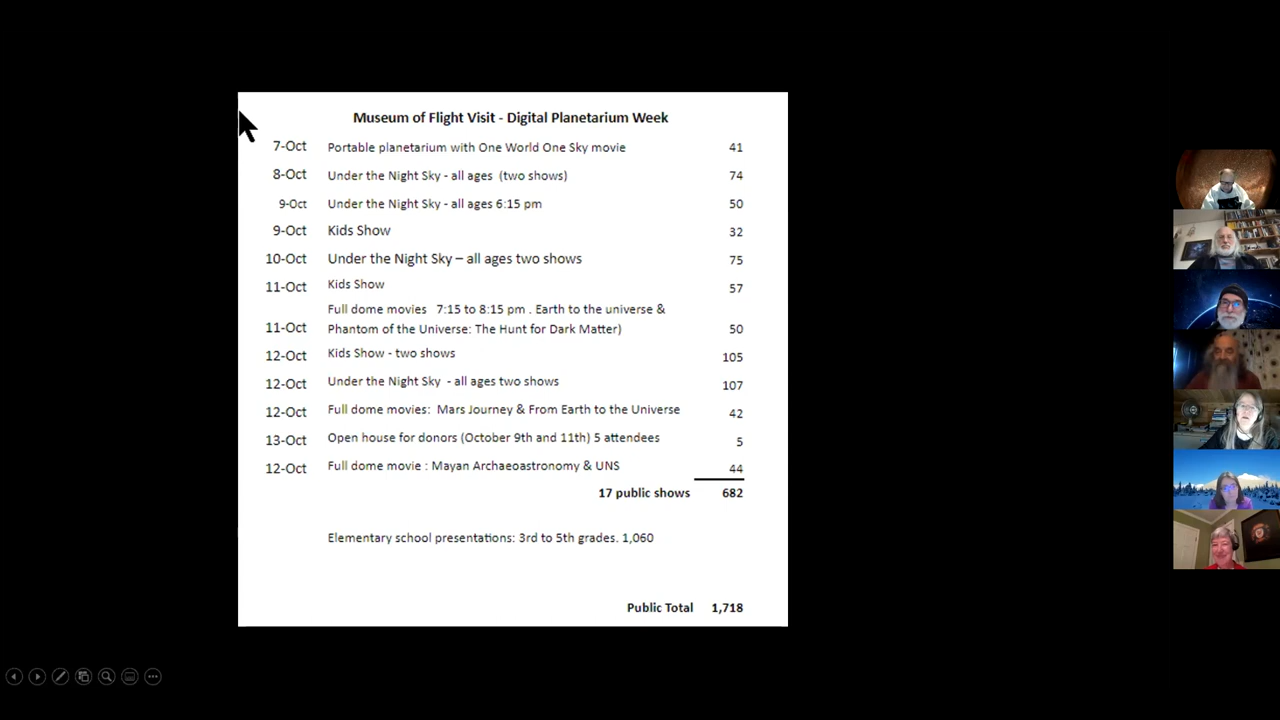 Museum of Flight Visit - Digital Planetarium Week
7-Oct Portable planetarium with One World One Sky movie 41
8-Oct Under the Night Sky - all ages (two shows) 74
9-Oct Under the Night Sky - all ages 6:15 pm 50
9-Oct Kids Show 32
10-Oct Under the Night Sky – all ages two shows 75
11-Oct Kids Show 57
Full dome movies 7:15 to 8:15 pm . Earth to the universe &
11-Oct Phantom of the Universe: The Hunt for Dark Matter) 50
12-Oct Kids Show - two shows 105
12-Oct Under the Night Sky - all ages two shows 107
12-Oct Full dome movies: Mars Journey & From Earth to the Universe 42
13-Oct Open house for donors (October 9th and 11th) 5 attendees 5
12-Oct Full dome movie : Mayan Archaeoastronomy & UNS 44
17 public shows 682
Elementary school presentations: 3rd to 5th grades. 1,060
Public Total 1,718